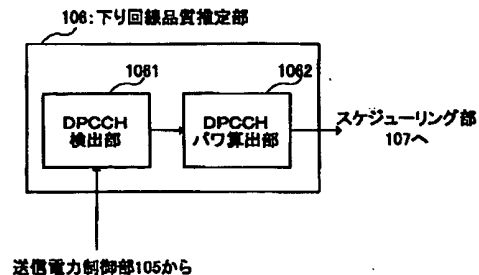 106:下り回線品質推定部
1061
1062
DPCCH
検出部
DPCCH
パワ算出部
スケジューリング部
107へ
送信電力制御部105から